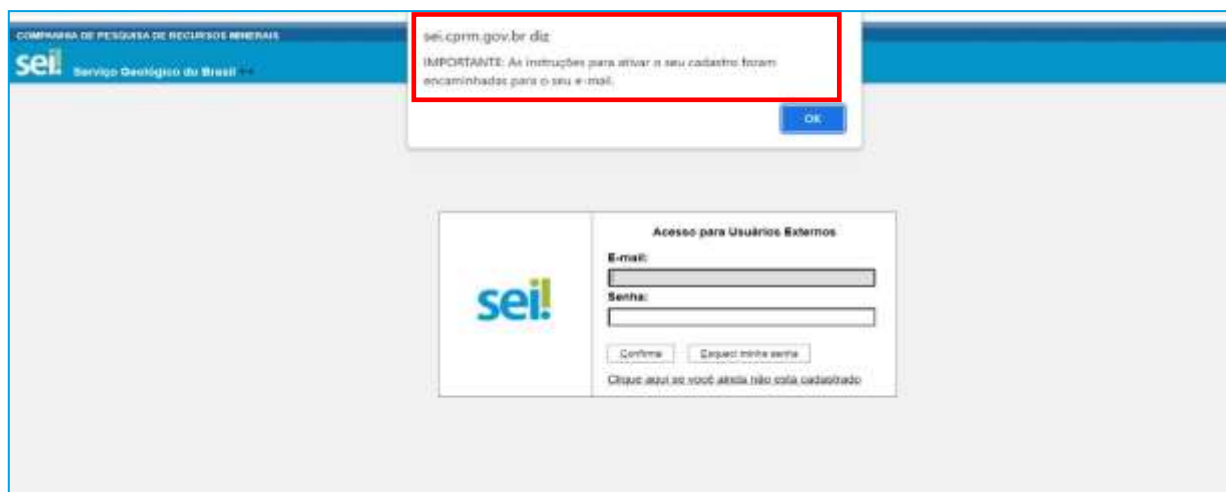 COMPANHIA DE PESQUISA DE RECURSOS MINERAIS
sei!
Serviço Geológico do Brasil
sei.cprm.gov.br diz
IMPORTANTE: As instruções para ativar o seu cadastro foram
encaminhadas para o seu e-mail.
OK
sei!
Acesso para Usuários Externos
E-mail:
Senha:
Confirma
Esqueci minha senha
Clique aqui se você ainda não está cadastrado